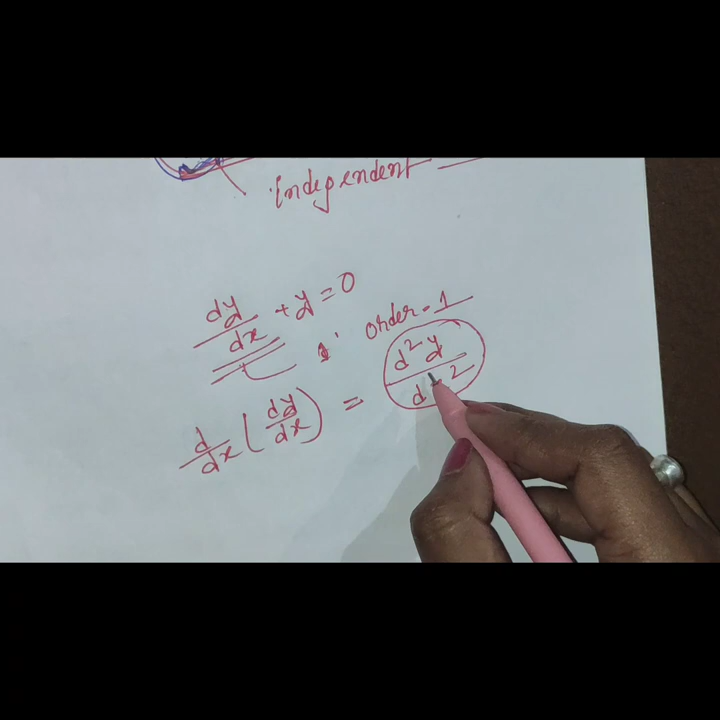 independent
dy/dx + y = 0
order - 1
d/dx (dy/dx) = d²y/dx²